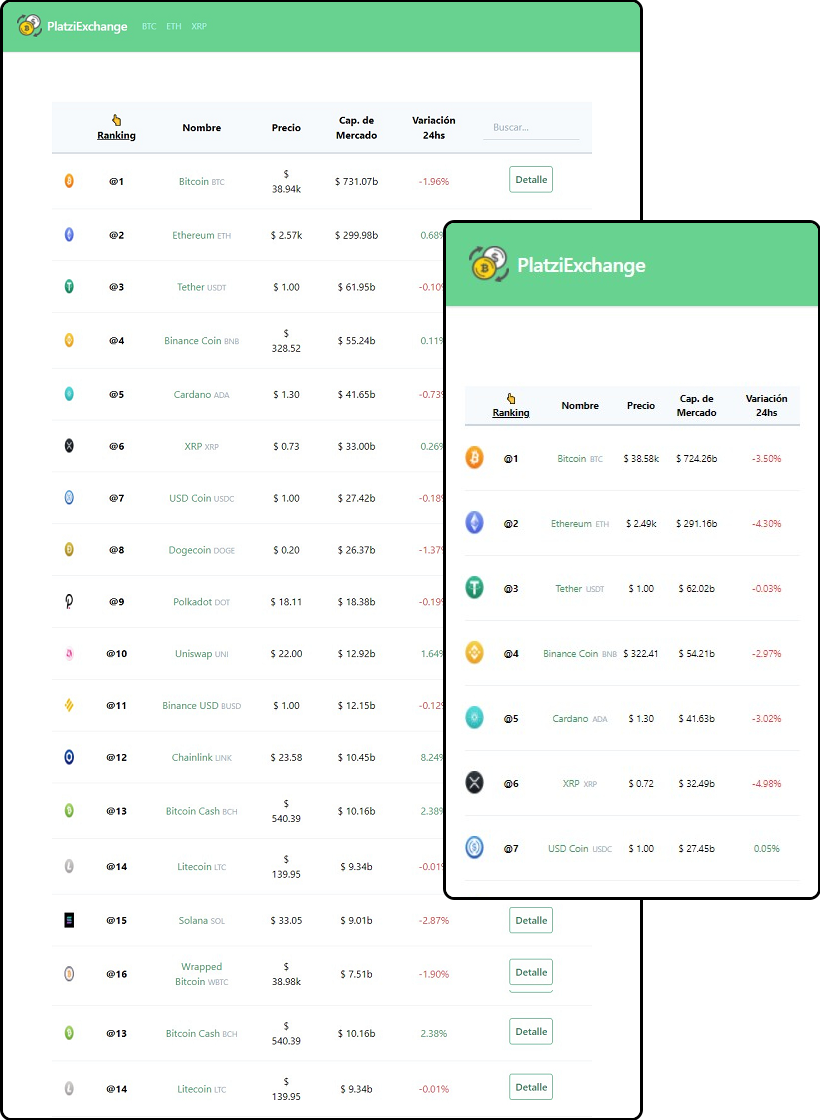 PlatziExchange BTC ETH XRP
Ranking Nombre Precio Cap. de Mercado Variación 24hs Buscar...
@1 Bitcoin BTC $ 38.94k $ 731.07b -1.96% Detalle
@2 Ethereum ETH $ 2.57k $ 299.98b 0.68%
@3 Tether USDT $ 1.00 $ 61.95b -0.10%
@4 Binance Coin BNB $ 328.52 $ 55.24b 0.11%
@5 Cardano ADA $ 1.30 $ 41.65b -0.73%
@6 XRP XRP $ 0.73 $ 33.00b 0.26%
@7 USD Coin USDC $ 1.00 $ 27.42b -0.18%
@8 Dogecoin DOGE $ 0.20 $ 26.37b -1.37%
@9 Polkadot DOT $ 18.11 $ 18.38b -0.19%
@10 Uniswap UNI $ 22.00 $ 12.92b 1.64%
@11 Binance USD BUSD $ 1.00 $ 12.15b -0.12%
@12 Chainlink LINK $ 23.58 $ 10.45b 8.24%
@13 Bitcoin Cash BCH $ 540.39 $ 10.16b 2.38%
@14 Litecoin LTC $ 139.95 $ 9.34b -0.01%
@15 Solana SOL $ 33.05 $ 9.01b -2.87% Detalle
@16 Wrapped Bitcoin WBTC $ 38.98k $ 7.51b -1.90% Detalle
@13 Bitcoin Cash BCH $ 540.39 $ 10.16b 2.38% Detalle
@14 Litecoin LTC $ 139.95 $ 9.34b -0.01% Detalle
PlatziExchange
Ranking Nombre Precio Cap. de Mercado Variación 24hs
@1 Bitcoin BTC $ 38.58k $ 724.26b -3.50%
@2 Ethereum ETH $ 2.49k $ 291.16b -4.30%
@3 Tether USDT $ 1.00 $ 62.02b -0.03%
@4 Binance Coin BNB $ 322.41 $ 54.21b -2.97%
@5 Cardano ADA $ 1.30 $ 41.63b -3.02%
@6 XRP XRP $ 0.72 $ 32.49b -4.98%
@7 USD Coin USDC $ 1.00 $ 27.45b 0.05%